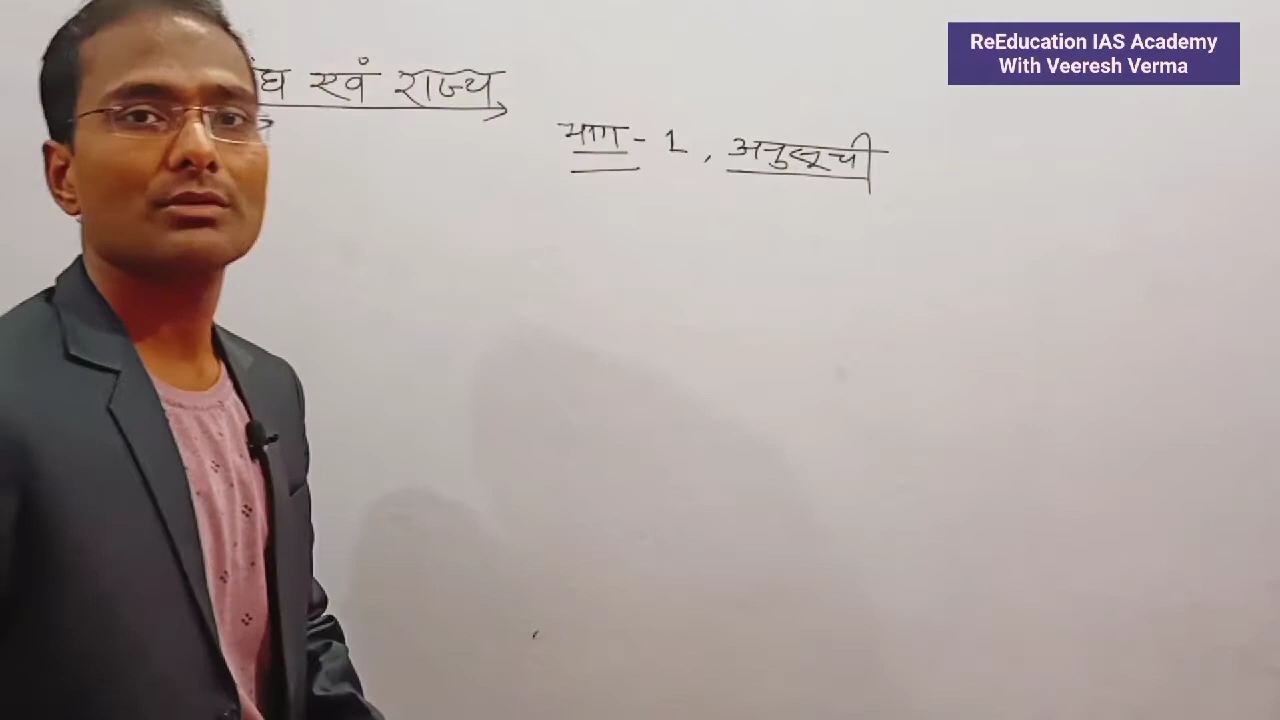 ReEducation IAS Academy
With Veeresh Verma
एवं राज्य
भाग - 1, अनुसूची